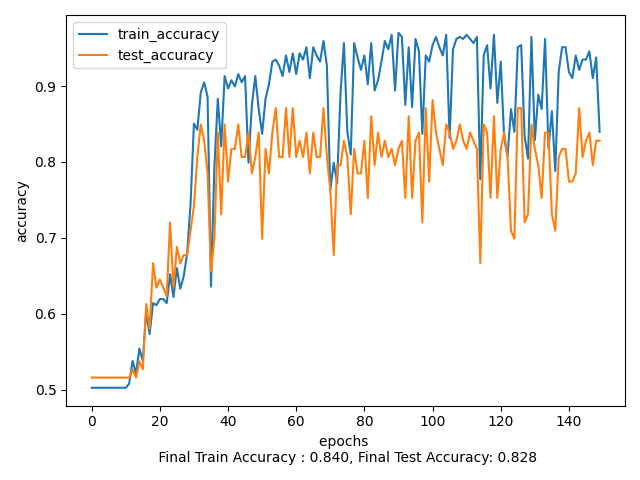 train_accuracy
test_accuracy
0.9
0.8
0.7
0.6
0.5
accuracy
0 20 40 60 80 100 120 140
epochs
Final Train Accuracy : 0.840, Final Test Accuracy: 0.828